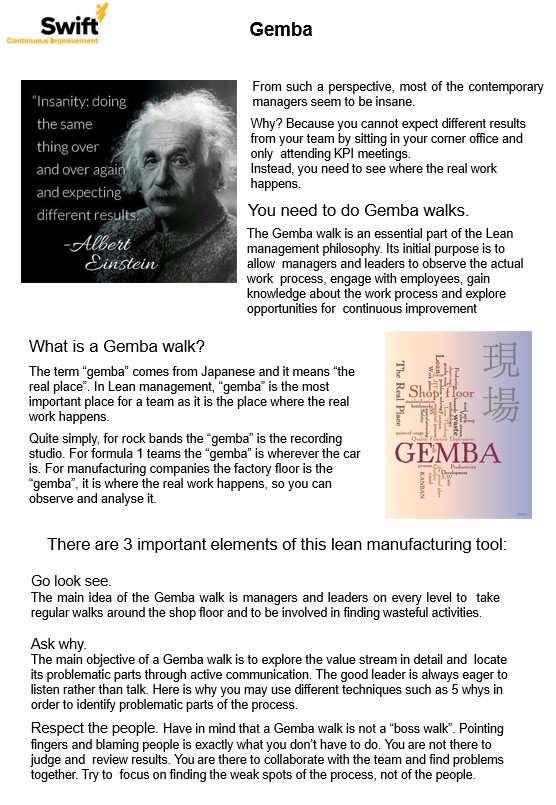 Swift
Continuous Improvement
Gemba
“Insanity: doing
the same
thing over
and over again
and expecting
different results.”
-Albert
Einstein
From such a perspective, most of the contemporary
managers seem to be insane.
Why? Because you cannot expect different results
from your team by sitting in your corner office and
only attending KPI meetings.
Instead, you need to see where the real work
happens.
You need to do Gemba walks.
The Gemba walk is an essential part of the Lean
management philosophy. Its initial purpose is to
allow managers and leaders to observe the actual
work process, engage with employees, gain
knowledge about the work process and explore
opportunities for continuous improvement
What is a Gemba walk?
The term “gemba” comes from Japanese and it means “the
real place”. In Lean management, “gemba” is the most
important place for a team as it is the place where the real
work happens.
Quite simply, for rock bands the “gemba” is the recording
studio. For formula 1 teams the “gemba” is wherever the car
is. For manufacturing companies the factory floor is the
“gemba”, it is where the real work happens, so you can
observe and analyse it.
現場
The Real Place
Lean
Shop floor
waste
Quality Function Deployment
GEMBA
Productivity
Development
KANBAN
There are 3 important elements of this lean manufacturing tool:
Go look see.
The main idea of the Gemba walk is managers and leaders on every level to take
regular walks around the shop floor and to be involved in finding wasteful activities.
Ask why.
The main objective of a Gemba walk is to explore the value stream in detail and locate
its problematic parts through active communication. The good leader is always eager to
listen rather than talk. Here is why you may use different techniques such as 5 whys in
order to identify problematic parts of the process.
Respect the people. Have in mind that a Gemba walk is not a “boss walk”. Pointing
fingers and blaming people is exactly what you don’t have to do. You are not there to
judge and review results. You are there to collaborate with the team and find problems
together. Try to focus on finding the weak spots of the process, not of the people.